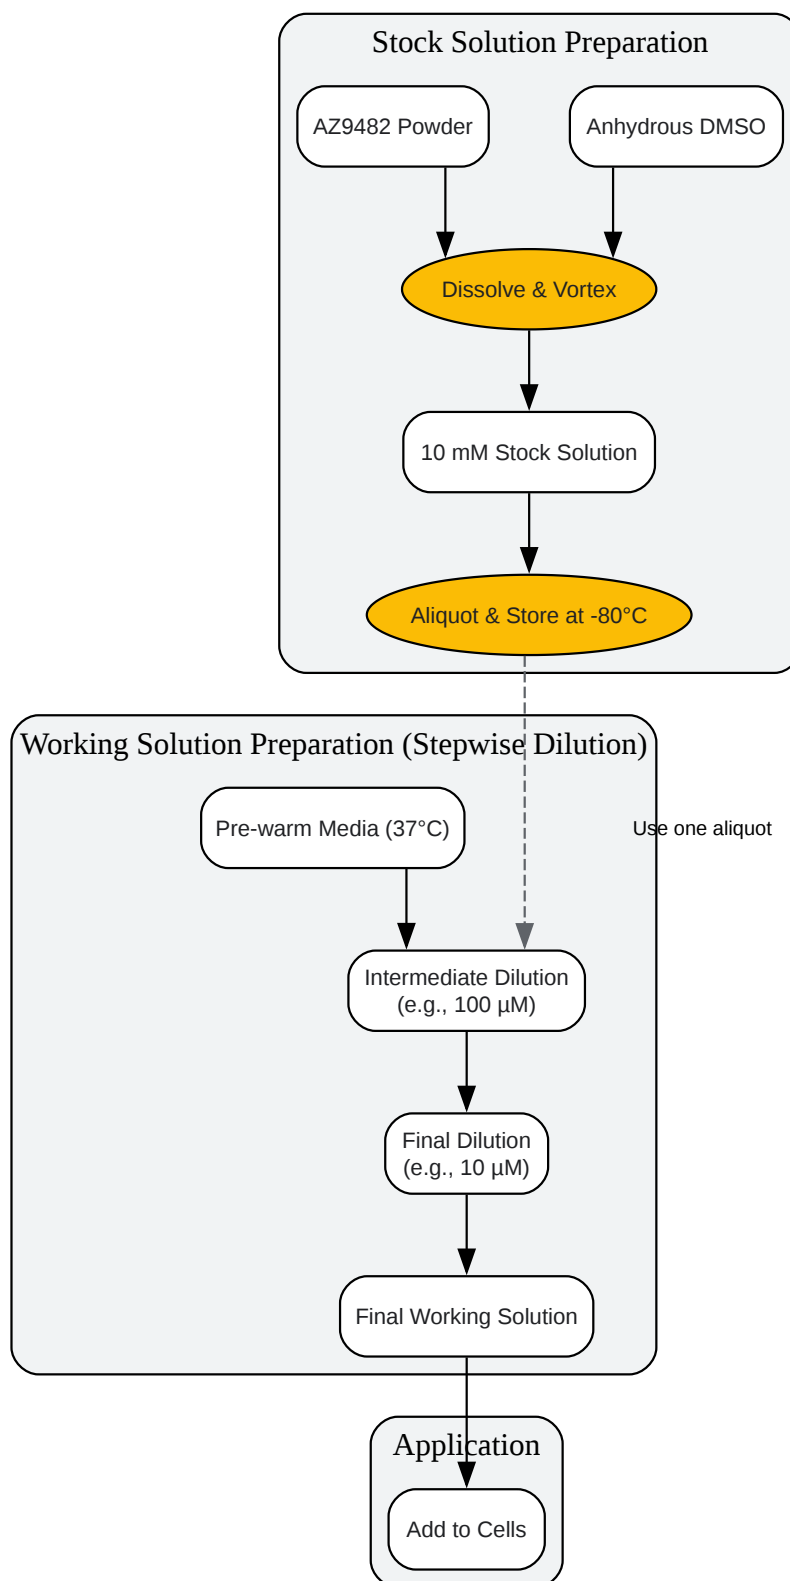 Stock Solution Preparation
AZ9482 Powder
Anhydrous DMSO
Dissolve & Vortex
10 mM Stock Solution
Aliquot & Store at -80°C
Working Solution Preparation (Stepwise Dilution)
Pre-warm Media (37°C)
Use one aliquot
Intermediate Dilution
(e.g., 100 µM)
Final Dilution
(e.g., 10 µM)
Final Working Solution
Application
Add to Cells